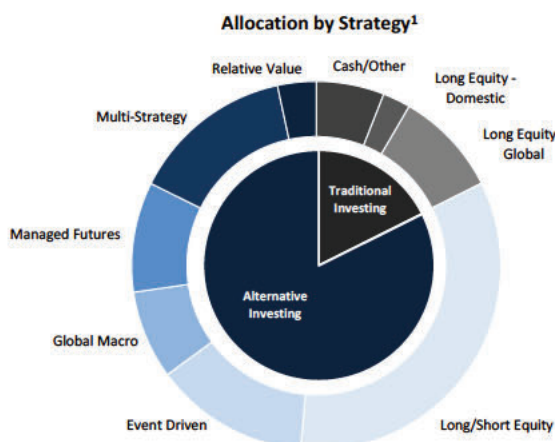 Allocation by Strategy1
Relative Value
Cash/Other
Long Equity -
Domestic
Long Equity
Global
Multi-Strategy
Traditional
Investing
Managed Futures
Alternative
Investing
Global Macro
Event Driven
Long/Short Equity